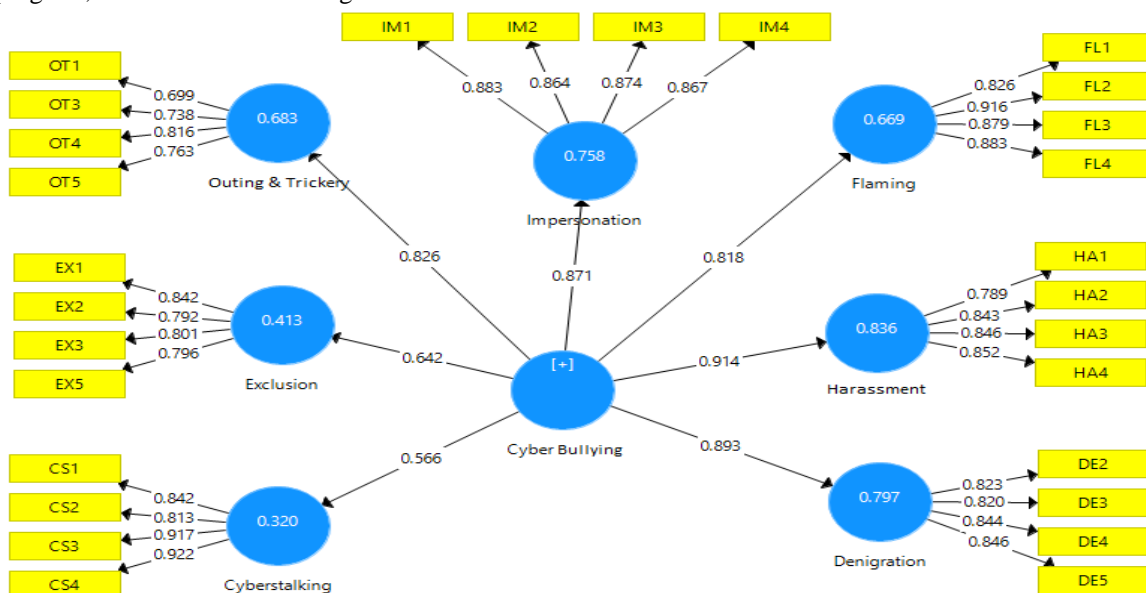 IM1
IM2
IM3
IM4
0.883
0.864
0.874
0.867
0.758
Impersonation
OT1
OT3
OT4
OT5
0.699
0.738
0.816
0.763
0.683
Outing & Trickery
FL1
FL2
FL3
FL4
0.826
0.916
0.879
0.883
0.669
Flaming
0.826
0.871
0.818
EX1
EX2
EX3
EX5
0.842
0.792
0.801
0.796
0.413
Exclusion
0.642
[+]
Cyber Bullying
0.914
HA1
HA2
HA3
HA4
0.789
0.843
0.846
0.852
0.836
Harassment
0.566
0.893
CS1
CS2
CS3
CS4
0.842
0.813
0.917
0.922
0.320
Cyberstalking
DE2
DE3
DE4
DE5
0.823
0.820
0.844
0.846
0.797
Denigration